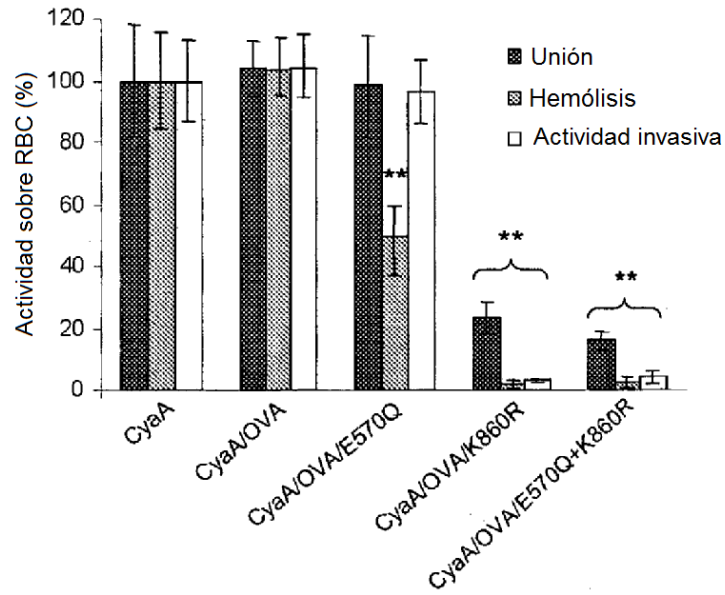 Actividad sobre RBC (%)
120
100
80
60
40
20
0
Unión
Hemólisis
Actividad invasiva
**
**
**
CyaA
CyaA/OVA
CyaA/OVA/E570Q
CyaA/OVA/K860R
CyaA/OVA/E570Q+K860R